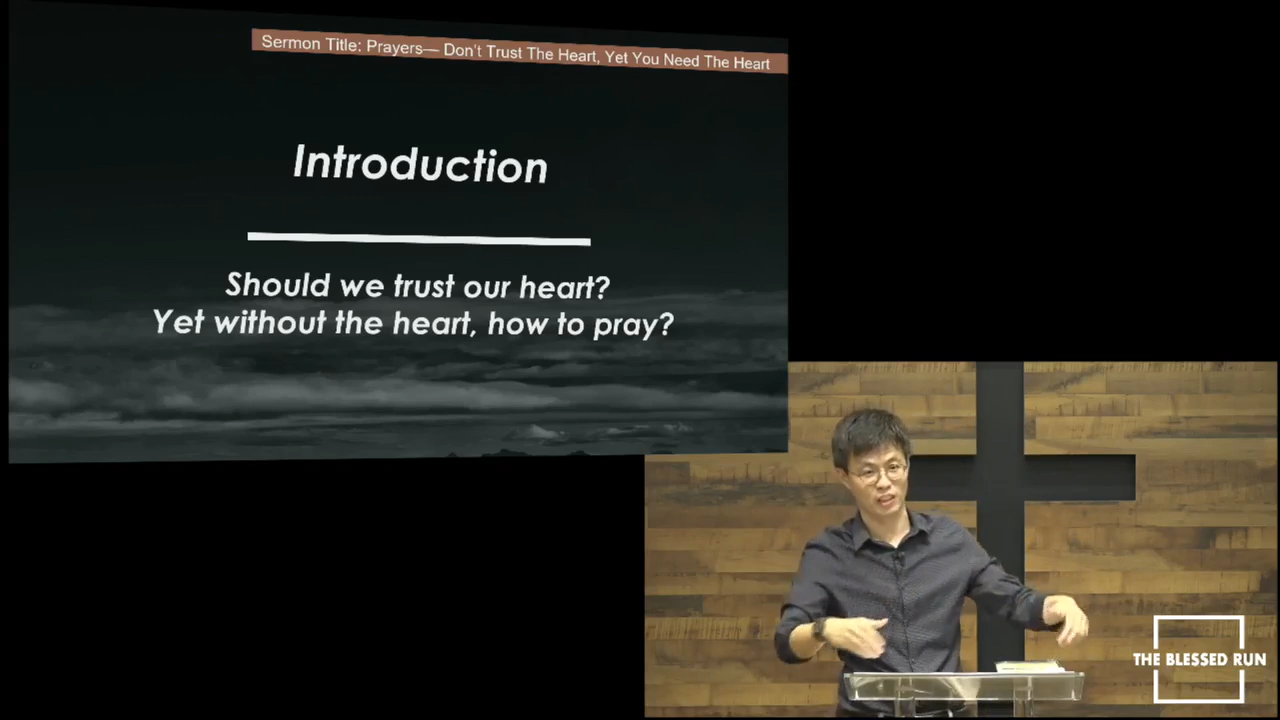 Sermon Title: Prayers— Don't Trust The Heart, Yet You Need The Heart
Introduction
Should we trust our heart?
Yet without the heart, how to pray?
THE BLESSED RUN